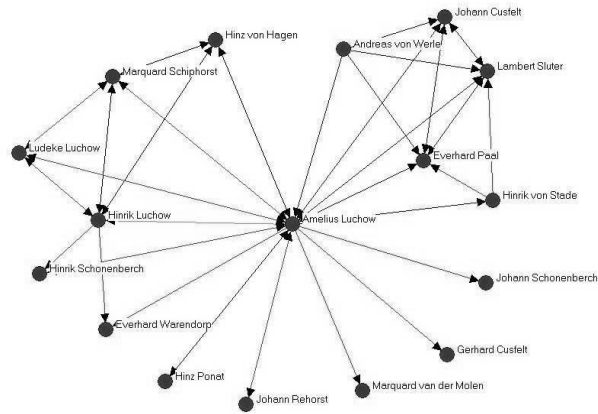 Johann Cusfelt
Hinz von Hagen
Andreas von Werle
Lambert Sluter
Marquard Schiphorst
Ludeke Luchow
Everhard Paal
Hinrik von Stade
Hinrik Luchow
Amelius Luchow
Hinrik Schonenberch
Johann Schonenberch
Everhard Warendorp
Gerhard Cusfelt
Hinz Ponat
Marquard van der Molen
Johann Rehorst